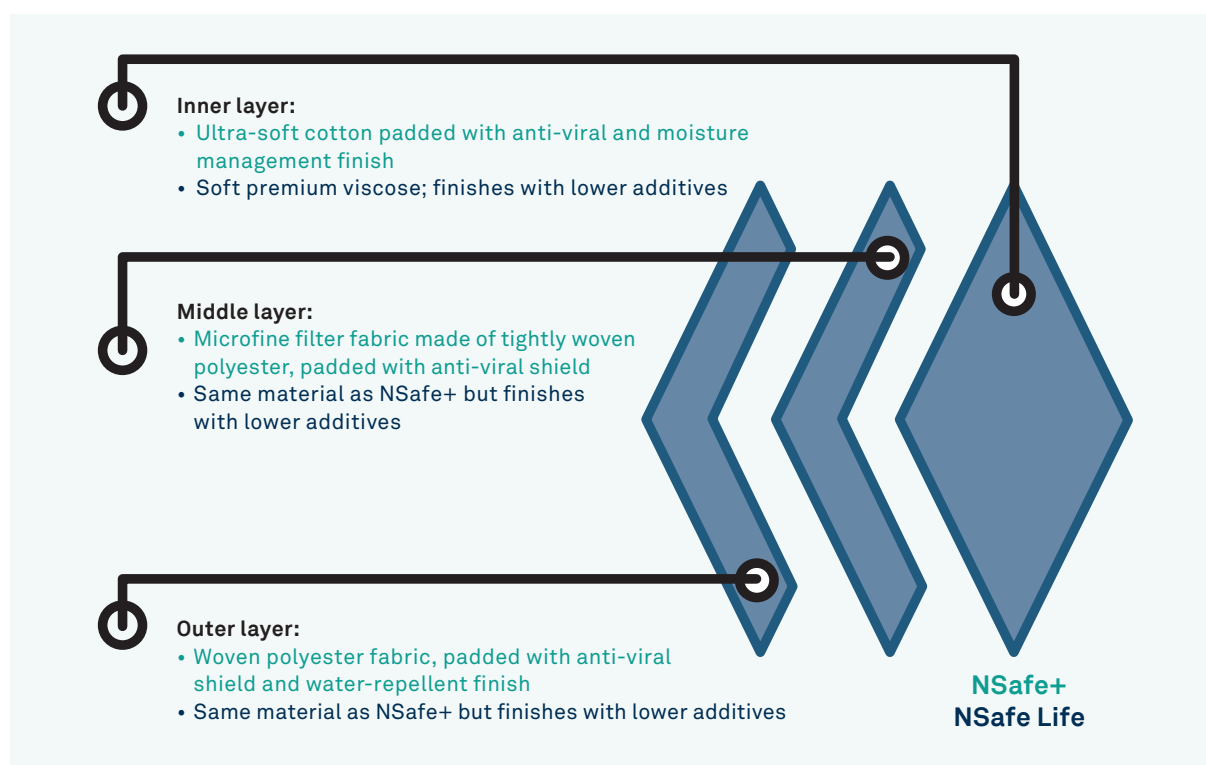 Inner layer:
• Ultra-soft cotton padded with anti-viral and moisture
management finish
• Soft premium viscose; finishes with lower additives
Middle layer:
• Microfine filter fabric made of tightly woven
polyester, padded with anti-viral shield
• Same material as NSafe+ but finishes
with lower additives
Outer layer:
• Woven polyester fabric, padded with anti-viral
shield and water-repellent finish
• Same material as NSafe+ but finishes with lower additives
NSafe+
NSafe Life